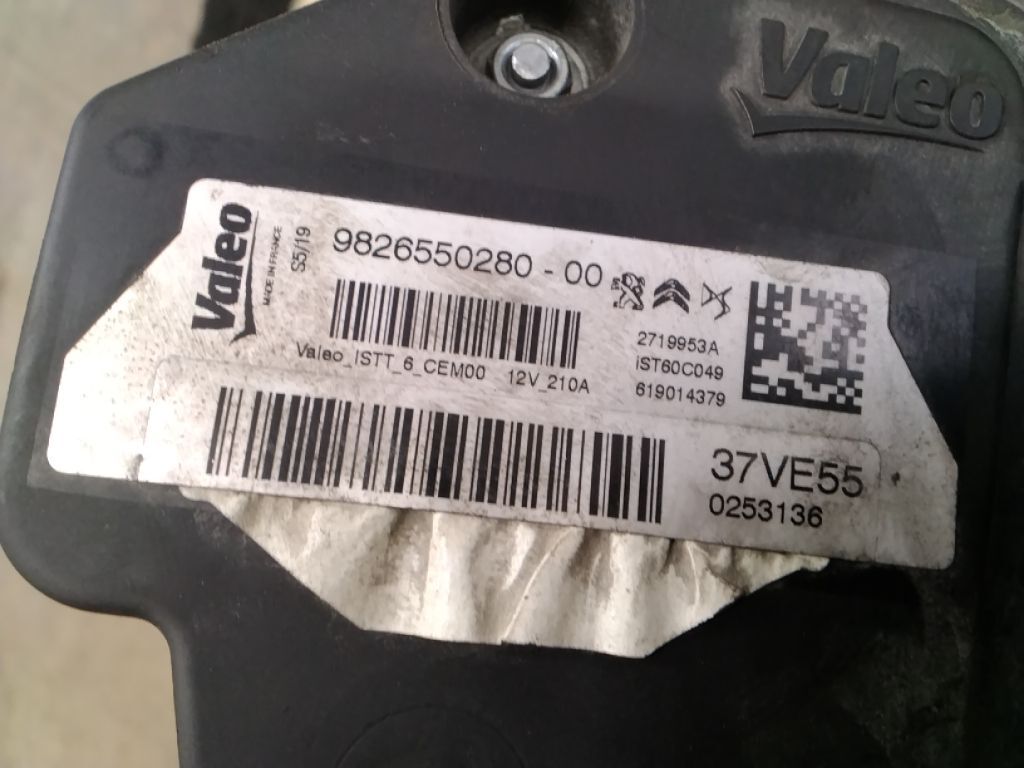 Valeo
Valeo
MADE IN FRANCE
S5/19
9826550280 - 00
2719953A
Valeo_ISTT_6_CEM00 12V_210A
iST60C049
619014379
37VE55
0253136